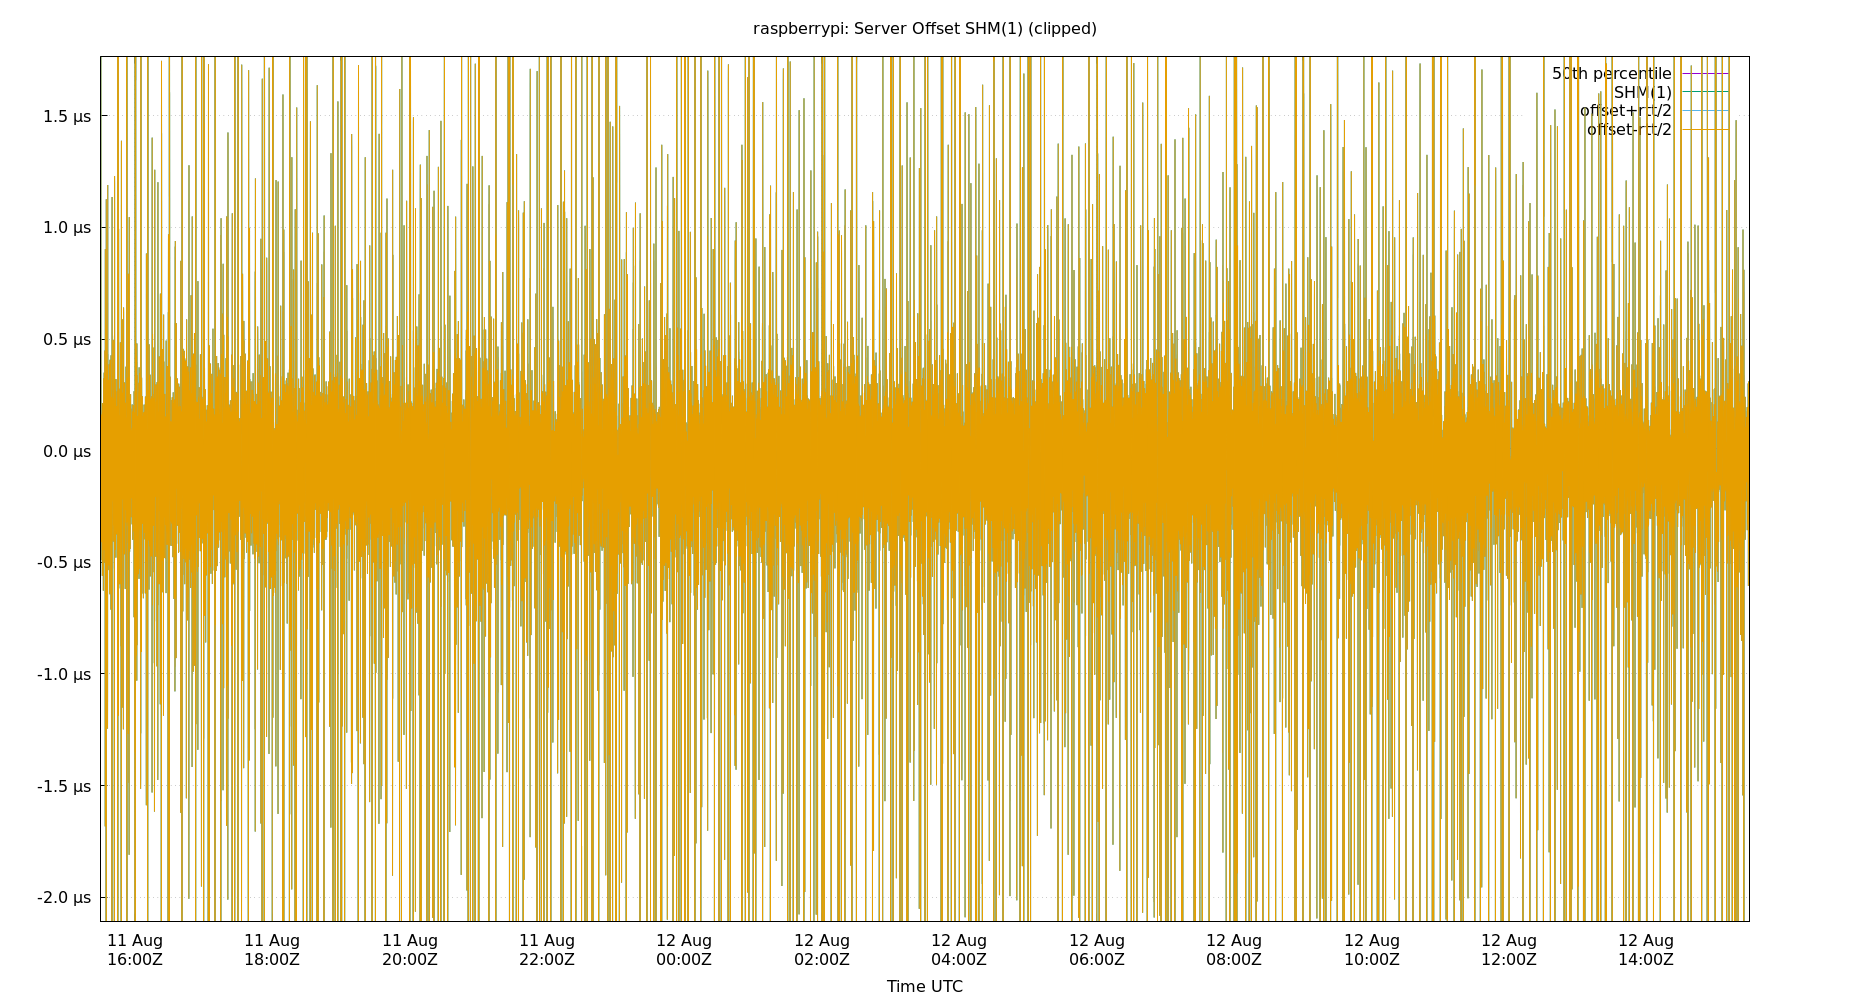 raspberrypi: Server Offset SHM(1) (clipped)
50th percentile
SHM(1)
offset+rtt/2
offset-rtt/2
1.5 µs
1.0 µs
0.5 µs
0.0 µs
-0.5 µs
-1.0 µs
-1.5 µs
-2.0 µs
11 Aug 11 Aug 11 Aug 11 Aug 12 Aug 12 Aug 12 Aug 12 Aug 12 Aug 12 Aug 12 Aug 12 Aug
16:00Z 18:00Z 20:00Z 22:00Z 00:00Z 02:00Z 04:00Z 06:00Z 08:00Z 10:00Z 12:00Z 14:00Z
Time UTC